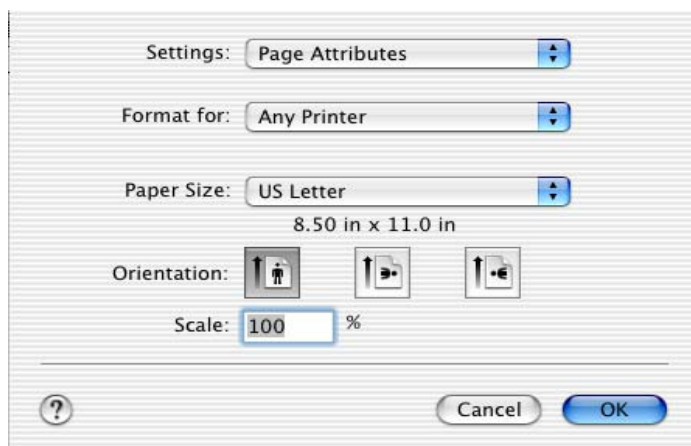 Settings: Page Attributes
Format for: Any Printer
Paper Size: US Letter
8.50 in x 11.0 in
Orientation:
Scale: 100 %
? Cancel OK